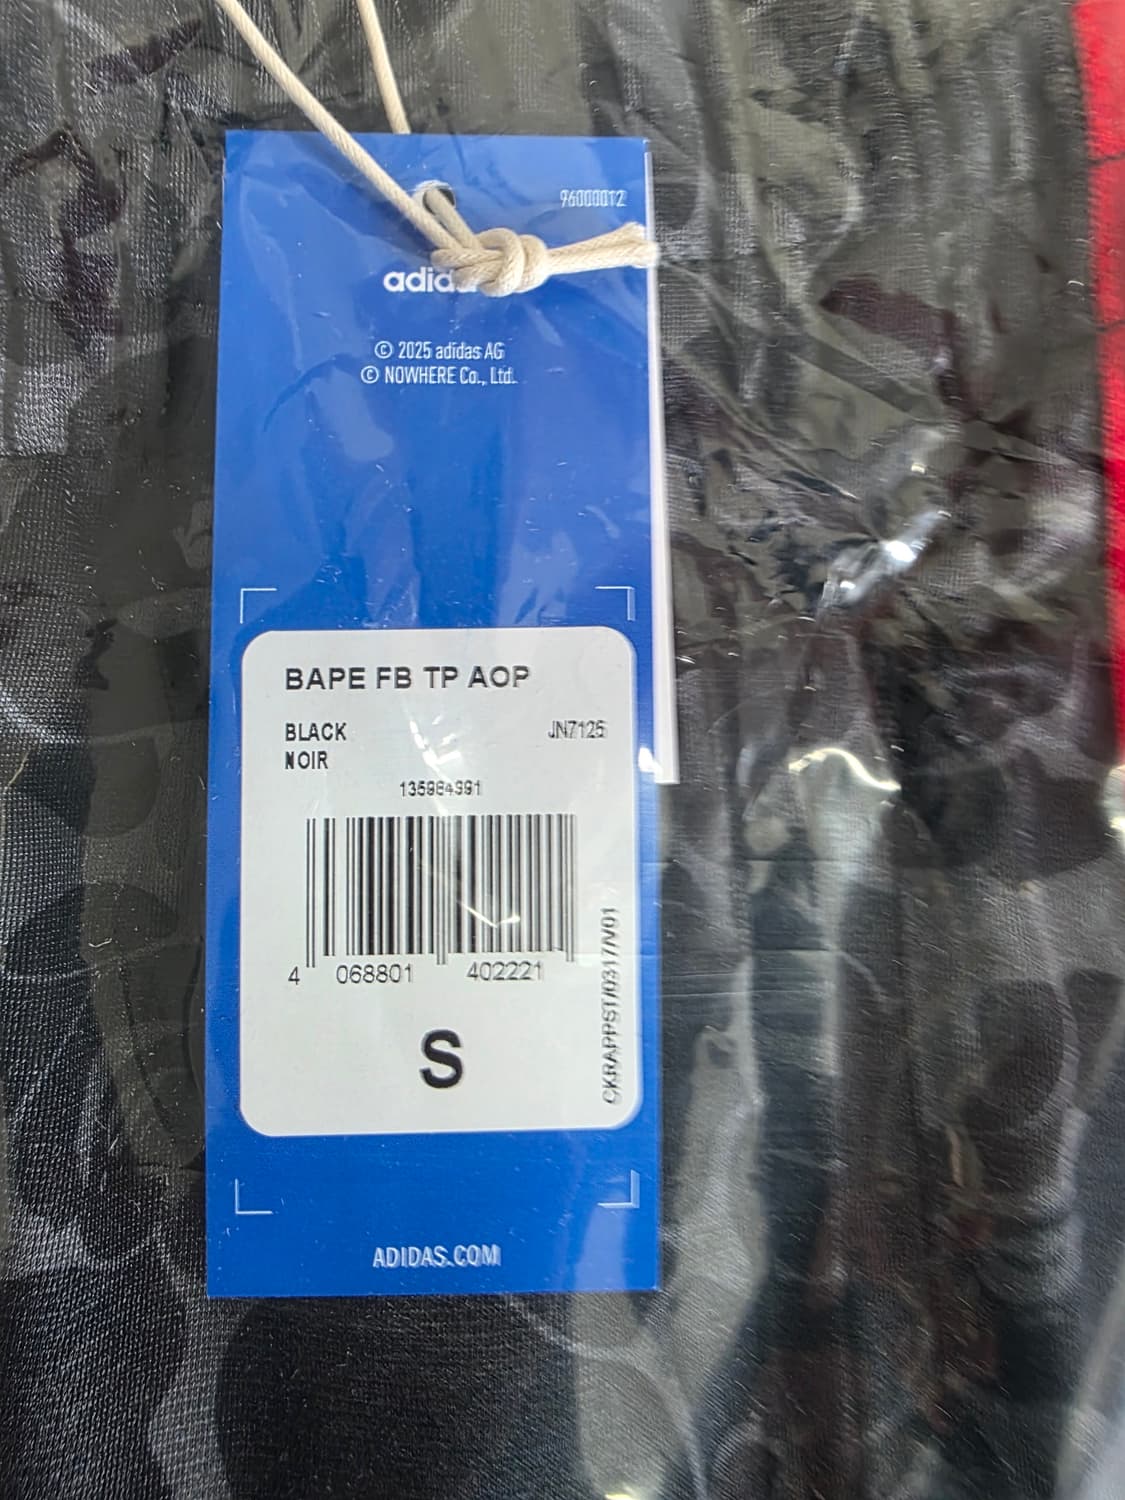 96000012
adidas
© 2025 adidas AG
© NOWHERE Co., Ltd.
BAPE FB TP AOP
BLACK JN7125
NOIR
135984991
4 068801 402221
CKRAPPST/0317/V01
S
ADIDAS.COM